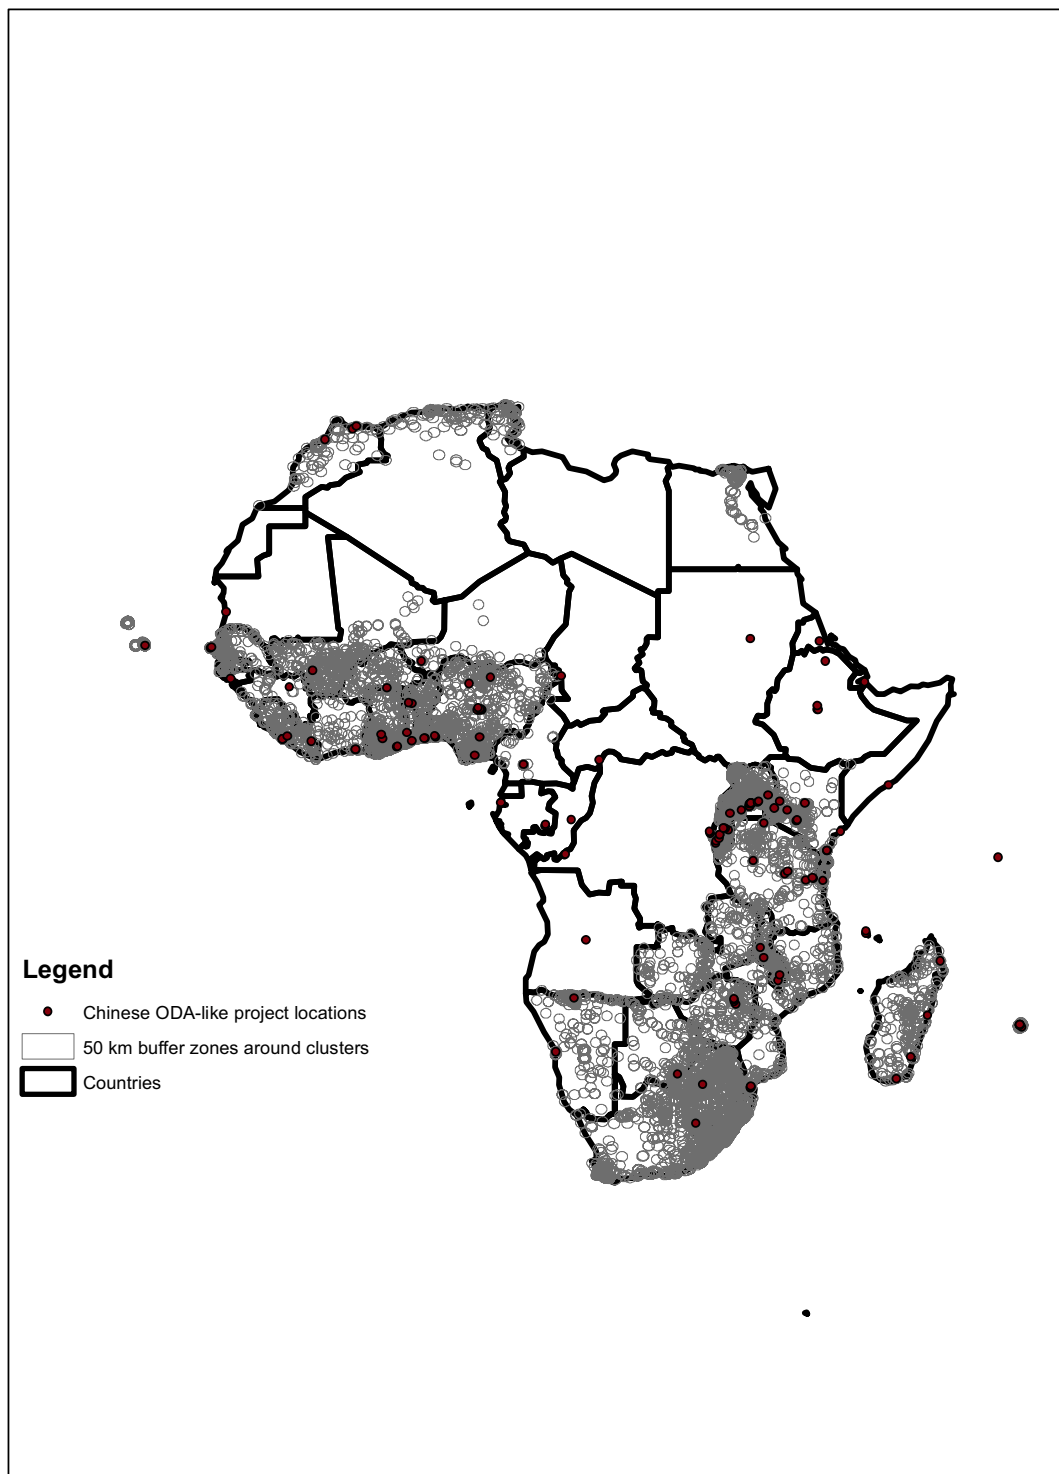 Legend
Chinese ODA-like project locations
50 km buffer zones around clusters
Countries